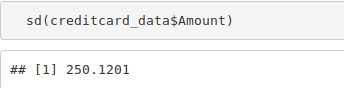 sd(creditcard_data$Amount)
## [1] 250.1201